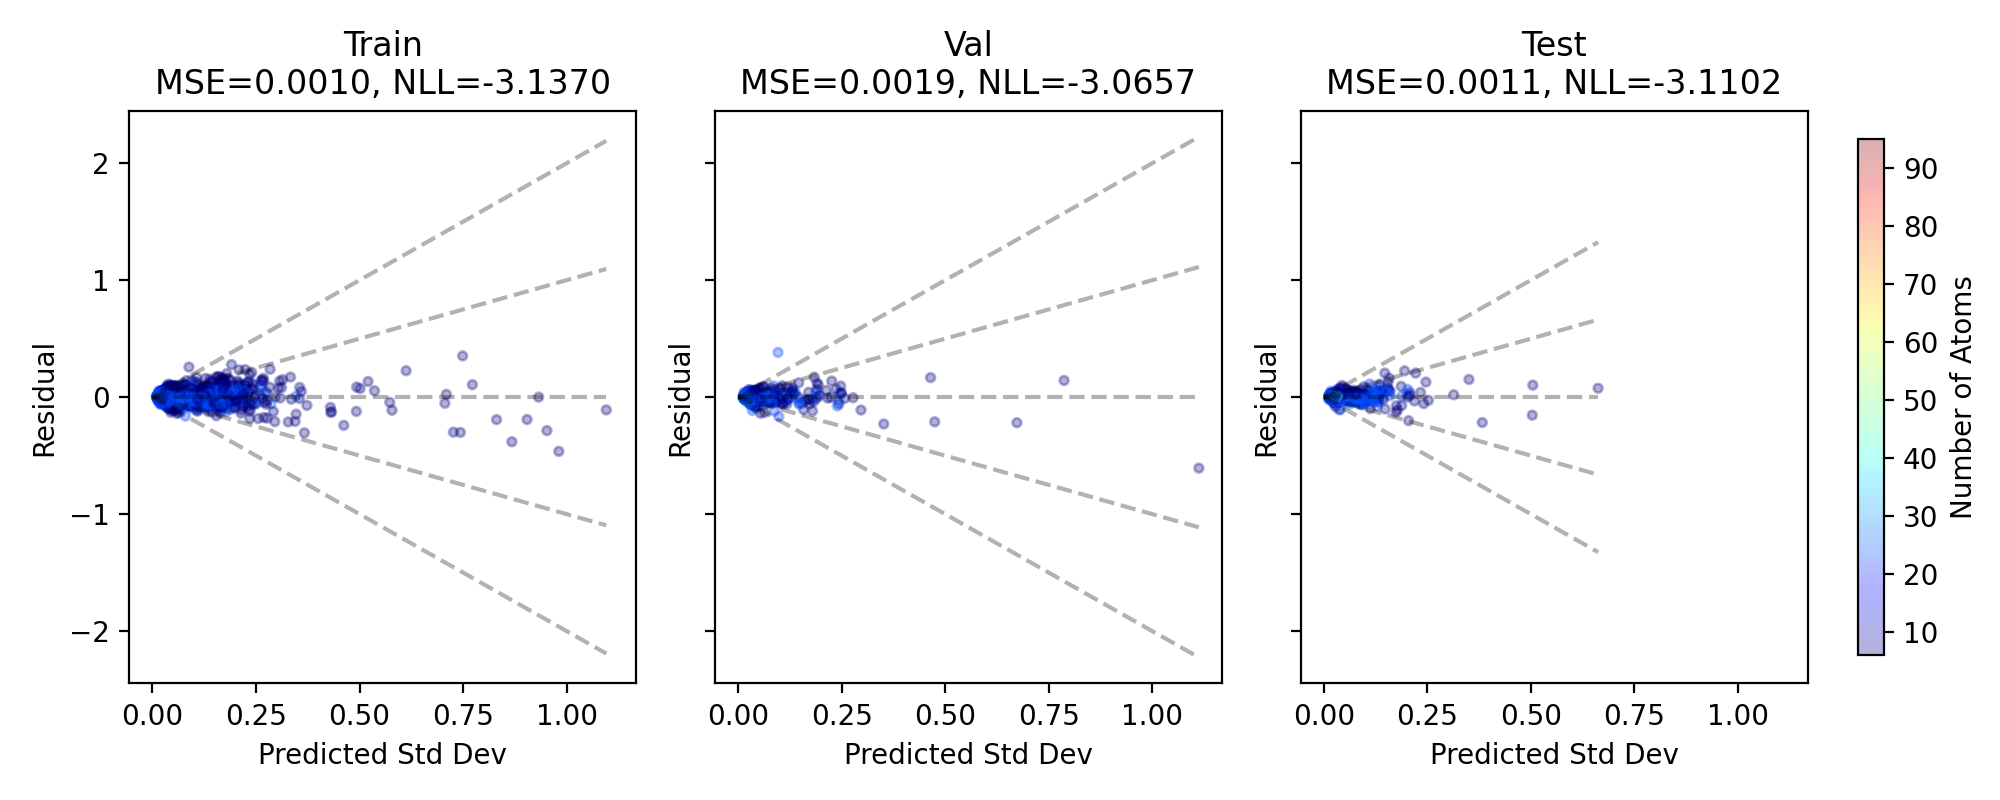 Train
MSE=0.0010, NLL=-3.1370
Val
MSE=0.0019, NLL=-3.0657
Test
MSE=0.0011, NLL=-3.1102
Residual
2
1
0
−1
−2
0.00 0.25 0.50 0.75 1.00
Predicted Std Dev
Residual
0.00 0.25 0.50 0.75 1.00
Predicted Std Dev
Residual
0.00 0.25 0.50 0.75 1.00
Predicted Std Dev
90
80
70
60
50
40
30
20
10
Number of Atoms